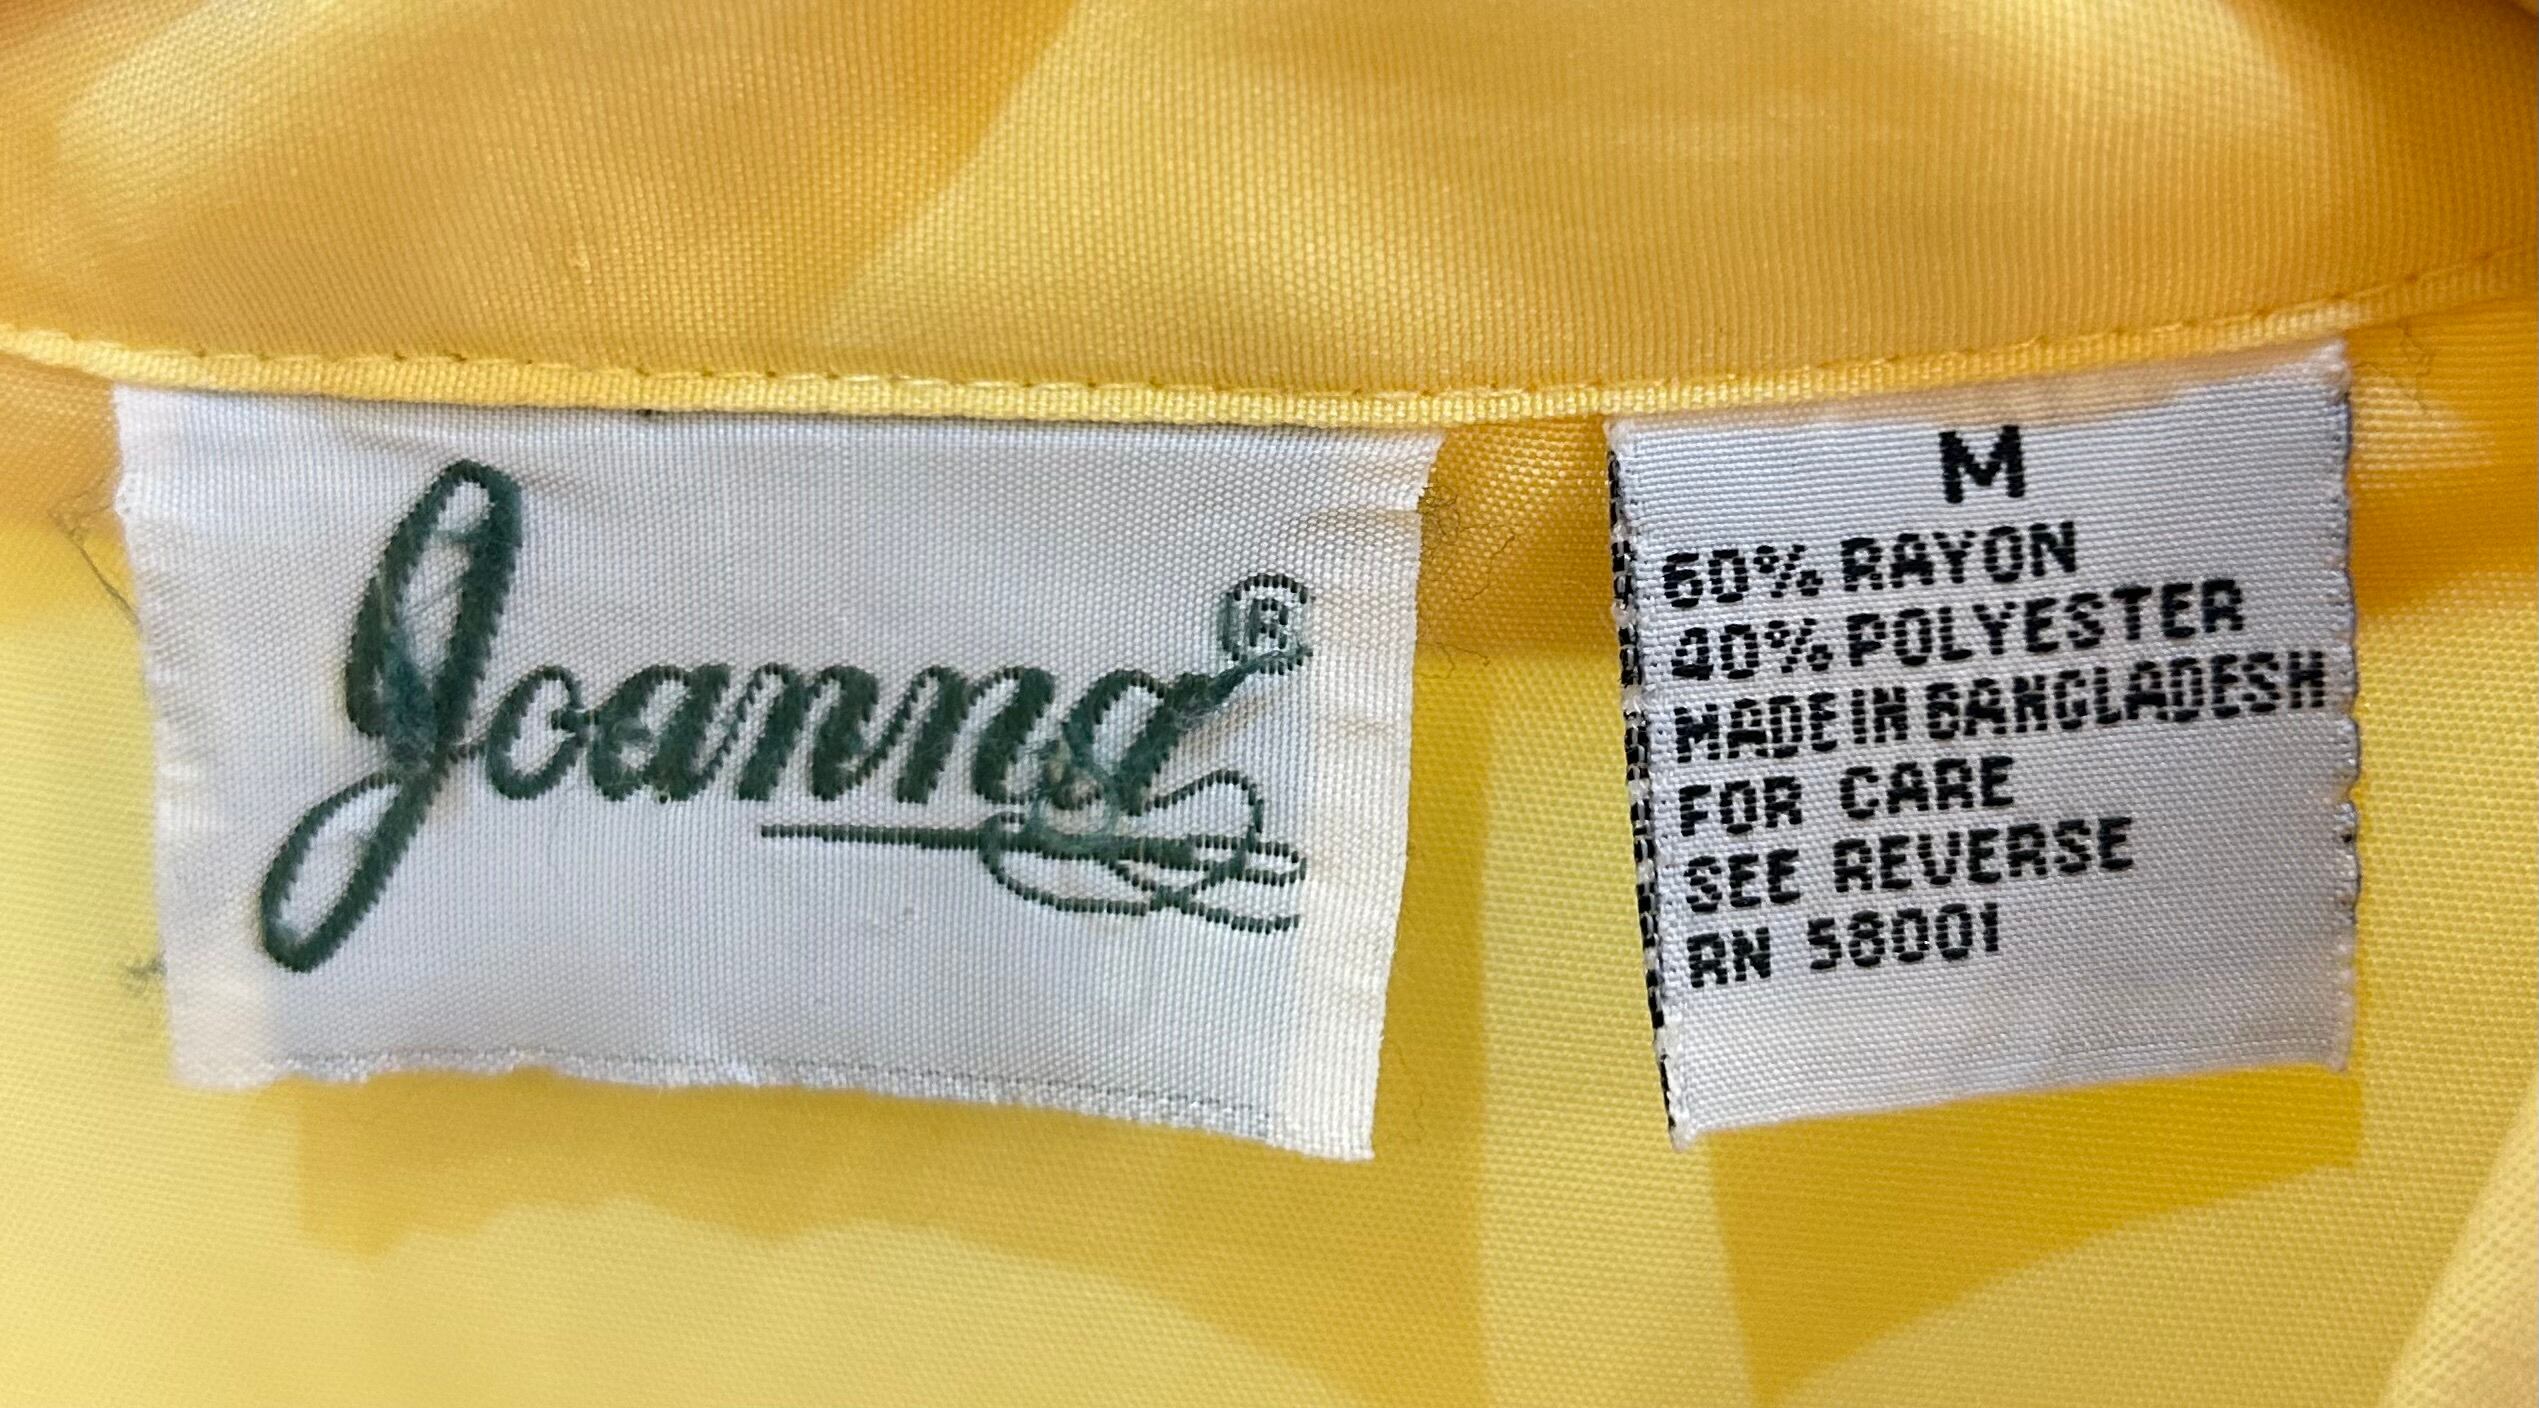 Joanna®
M
60% RAYON
40% POLYESTER
MADE IN BANGLADESH
FOR CARE
SEE REVERSE
RN 58001